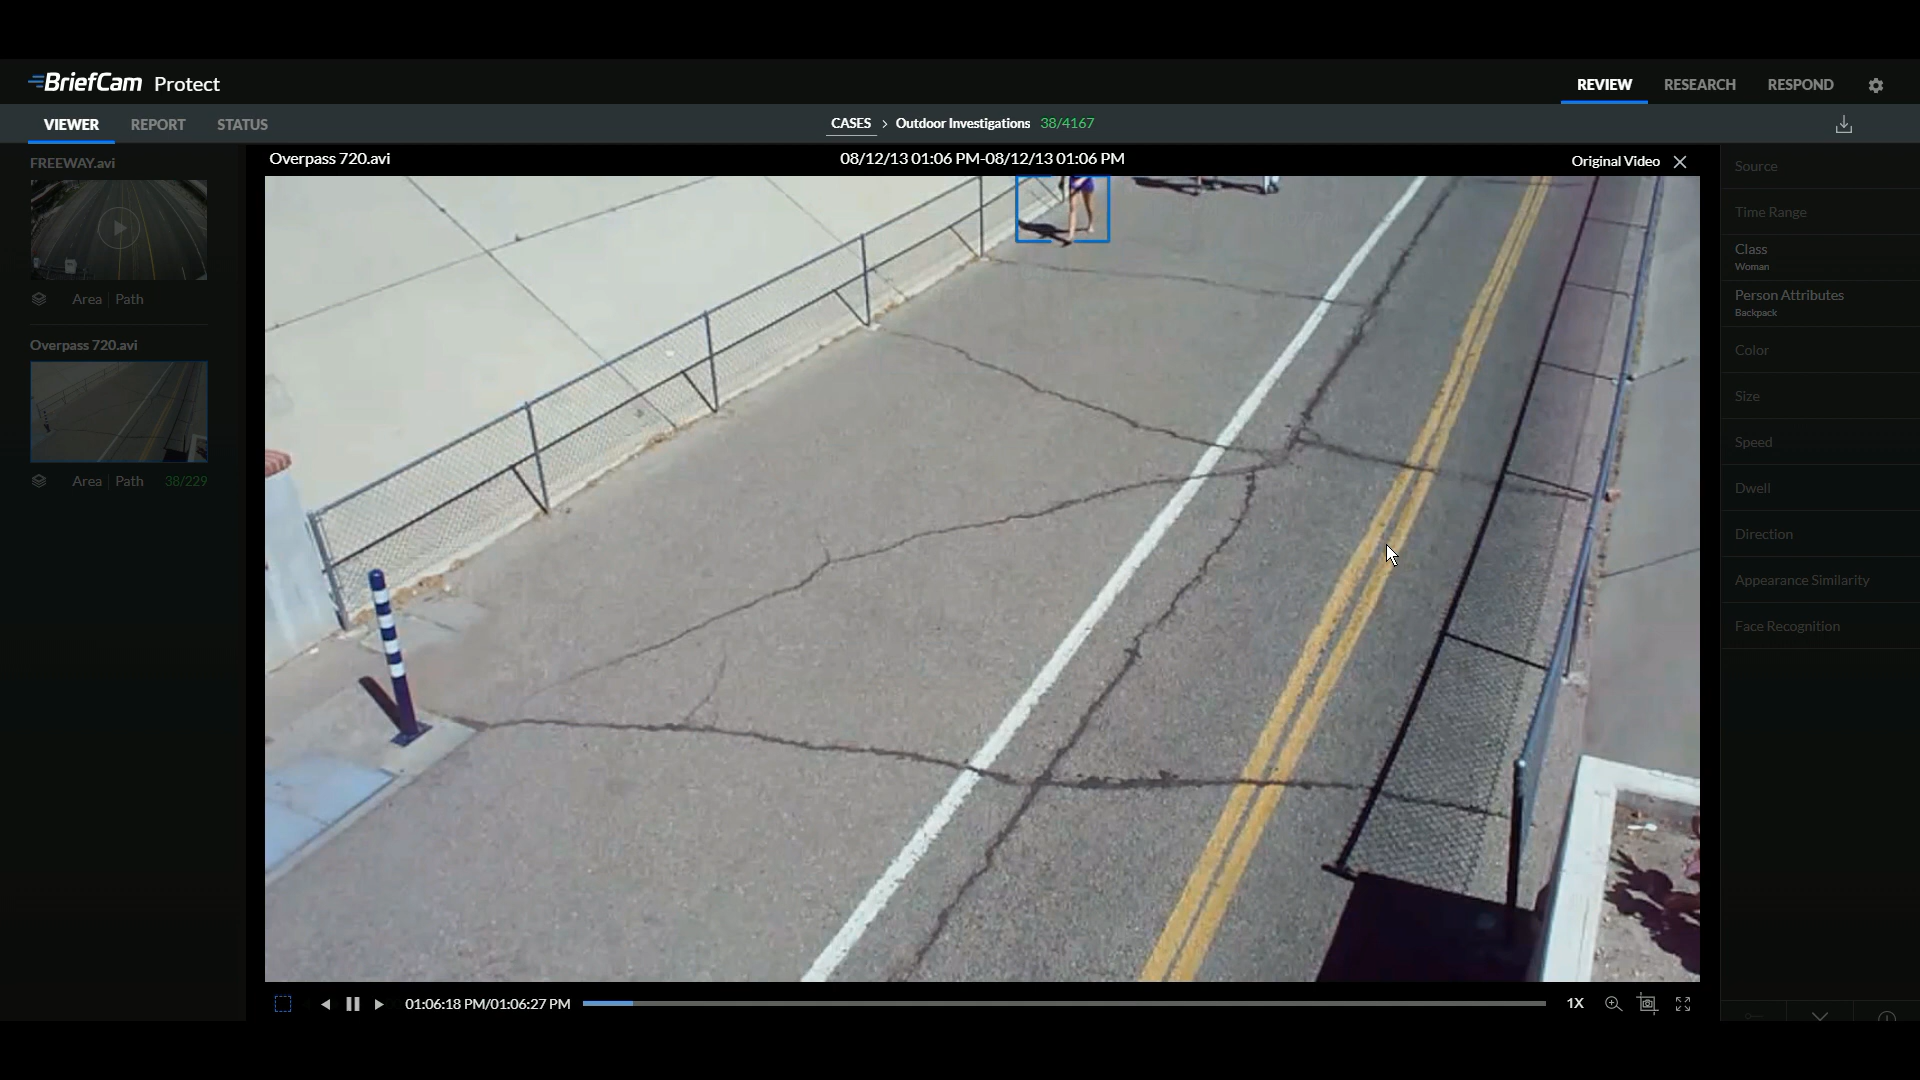 BriefCam Protect
REVIEW RESEARCH RESPOND
VIEWER REPORT STATUS
CASES > Outdoor Investigations 38/4167
FREEWAY.avi
Area | Path
Overpass 720.avi
Area | Path 38/229
Overpass 720.avi
08/12/13 01:06 PM-08/12/13 01:06 PM
Original Video
01:06:18 PM/01:06:27 PM
1X
Source
Time Range
Class
Woman
Person Attributes
Backpack
Color
Size
Speed
Dwell
Direction
Appearance Similarity
Face Recognition